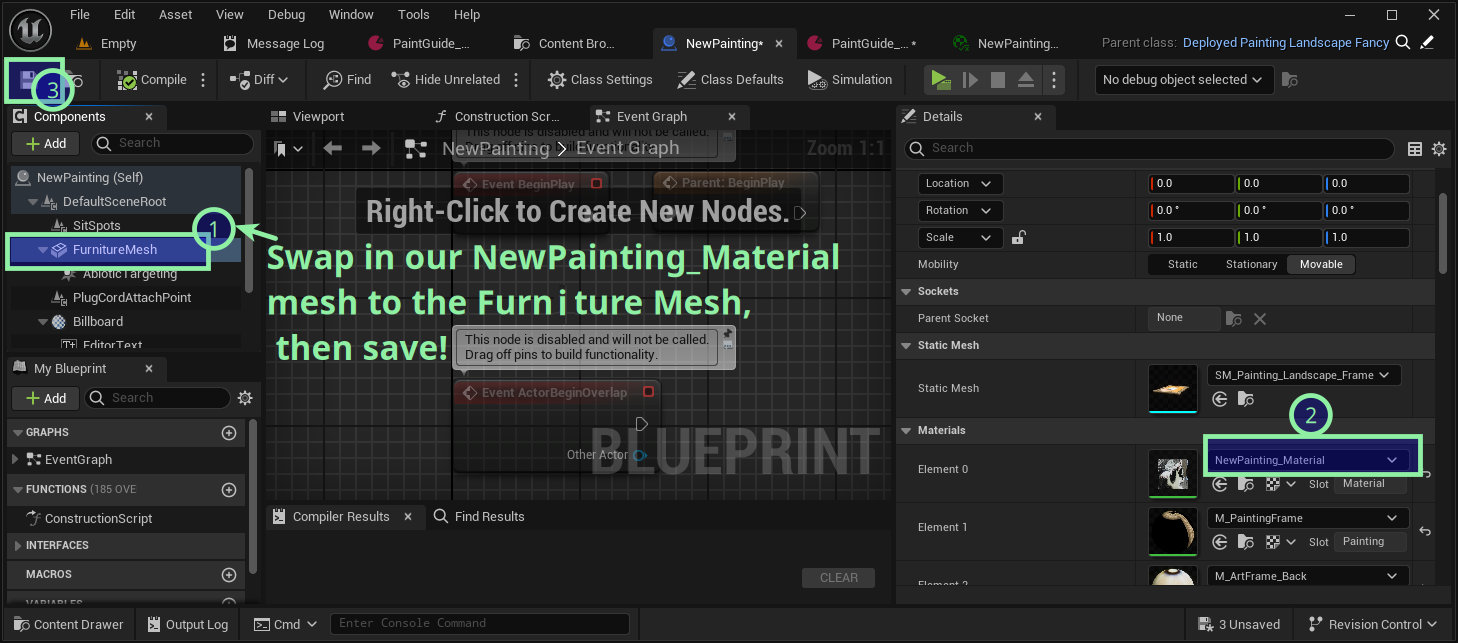 File Edit Asset View Debug Window Tools Help
Empty Message Log PaintGuide_... Content Bro... NewPainting* PaintGuide_...* NewPainting... Parent class: Deployed Painting Landscape Fancy
3 Compile Diff Find Hide Unrelated Class Settings Class Defaults Simulation No debug object selected
Components
Add Search
NewPainting (Self)
DefaultSceneRoot
SitSpots
1
FurnitureMesh
AbioticTargeting
PlugCordAttachPoint
Billboard
EditorText
My Blueprint
Add Search
GRAPHS
EventGraph
FUNCTIONS (185 OVE
ConstructionScript
INTERFACES
MACROS
VARIABLES
Viewport Construction Scr... Event Graph
This node is disabled and will not be called.
NewPainting > Event Graph Zoom 1:1
Event BeginPlay Parent: BeginPlay
Right-Click to Create New Nodes.
Swap in our NewPainting_Material
mesh to the Furniture Mesh,
then save!
This node is disabled and will not be called.
Drag off pins to build functionality.
Event ActorBeginOverlap
Other Actor
BLUEPRINT
Compiler Results Find Results
CLEAR
Details
Search
Location 0.0 0.0 0.0
Rotation 0.0 ° 0.0 ° 0.0 °
Scale 1.0 1.0 1.0
Mobility Static Stationary Movable
Sockets
Parent Socket None
Static Mesh
Static Mesh SM_Painting_Landscape_Frame
2
Materials
Element 0 NewPainting_Material
Slot Material
Element 1 M_PaintingFrame
Slot Painting
Element 2 M_ArtFrame_Back
Content Drawer Output Log Cmd Enter Console Command 3 Unsaved Revision Control